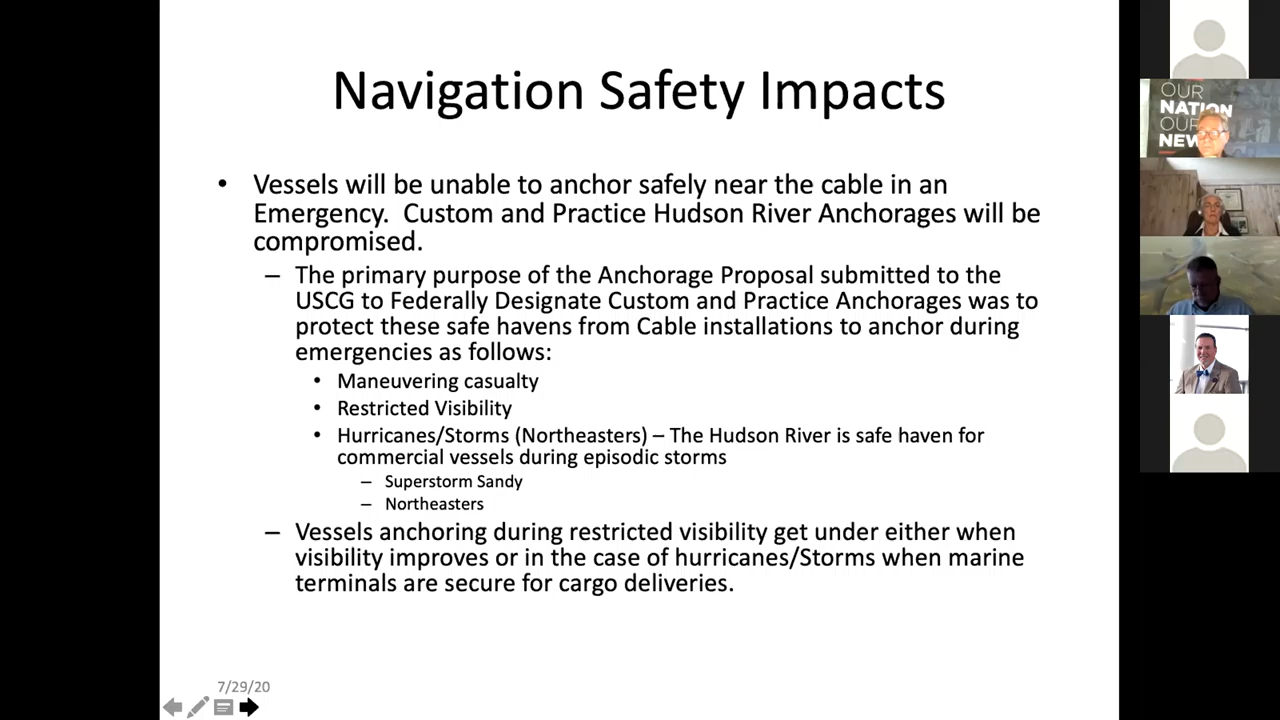 Navigation Safety Impacts
• Vessels will be unable to anchor safely near the cable in an
Emergency. Custom and Practice Hudson River Anchorages will be
compromised.
– The primary purpose of the Anchorage Proposal submitted to the
USCG to Federally Designate Custom and Practice Anchorages was to
protect these safe havens from Cable installations to anchor during
emergencies as follows:
• Maneuvering casualty
• Restricted Visibility
• Hurricanes/Storms (Northeasters) – The Hudson River is safe haven for
commercial vessels during episodic storms
– Superstorm Sandy
– Northeasters
– Vessels anchoring during restricted visibility get under either when
visibility improves or in the case of hurricanes/Storms when marine
terminals are secure for cargo deliveries.
7/29/20
OUR
NATION
OUR
NEW